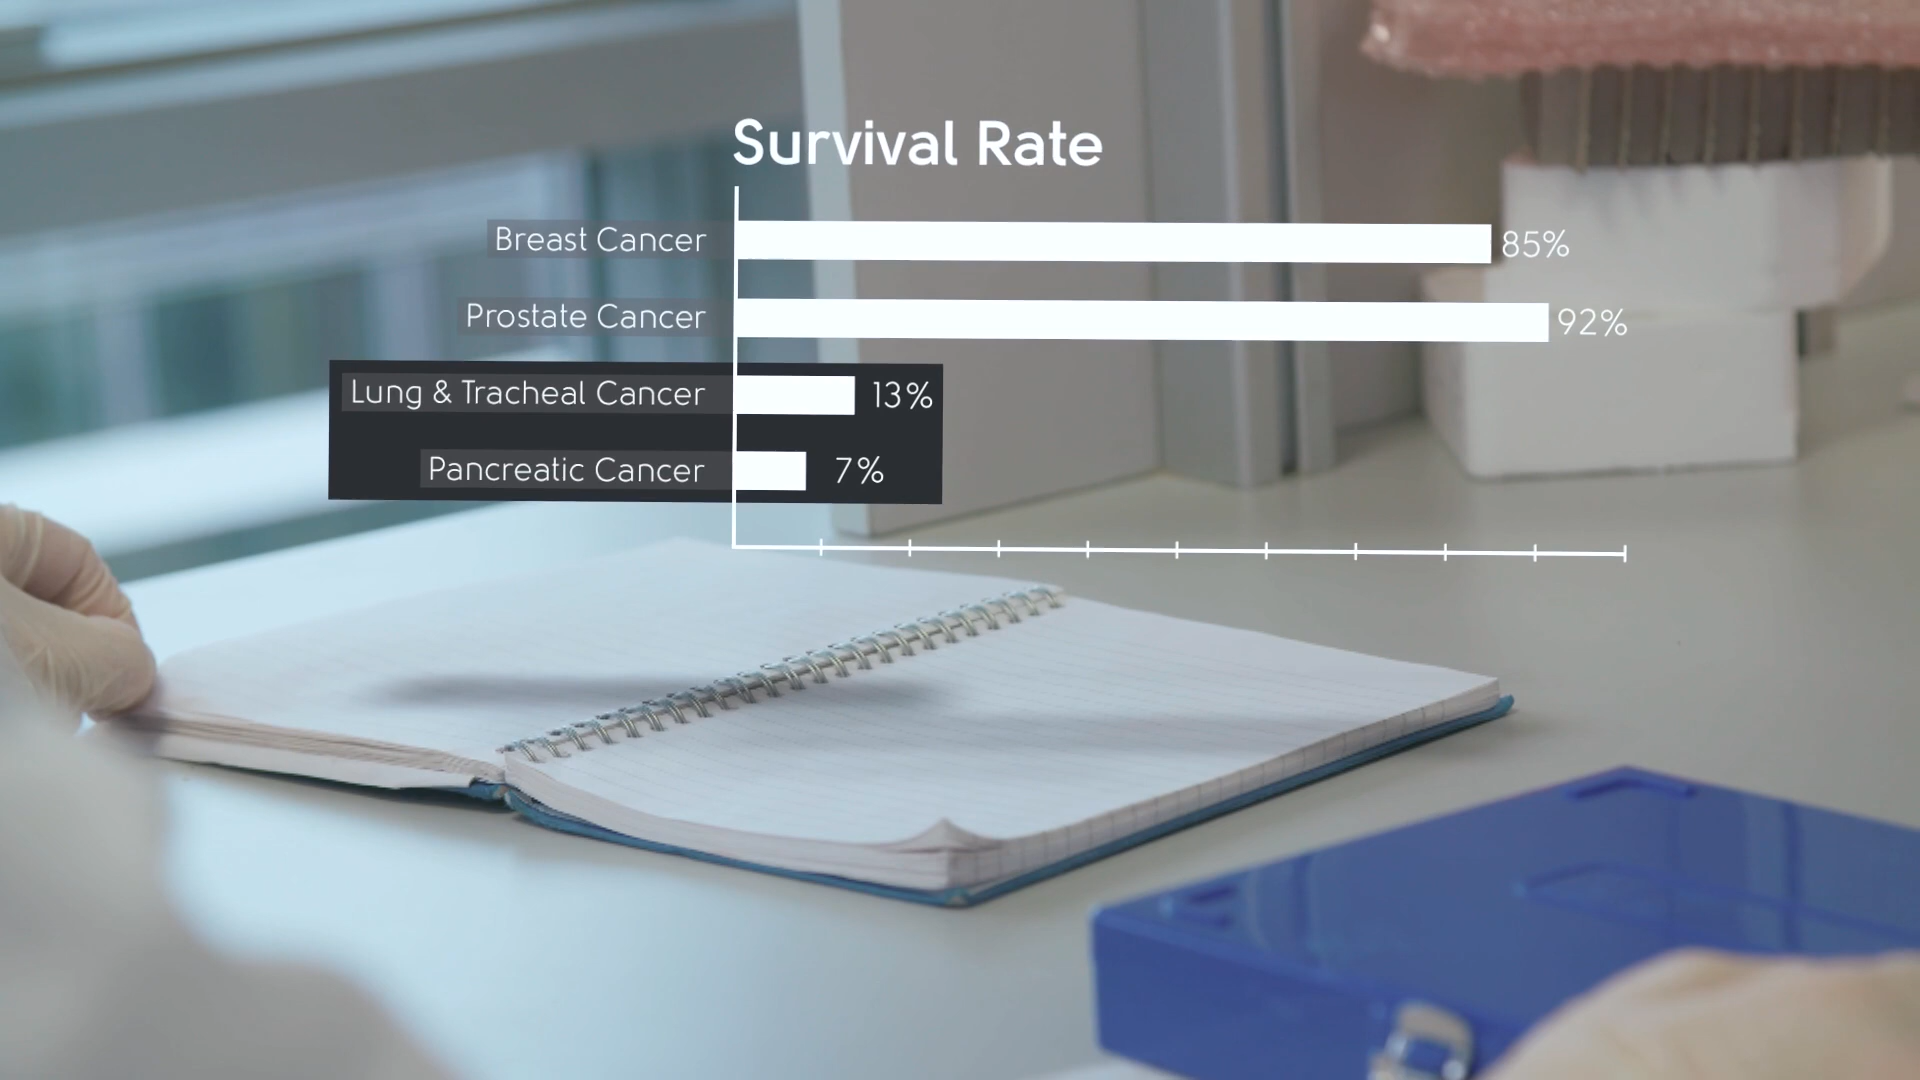 Survival Rate
Breast Cancer 85%
Prostate Cancer 92%
Lung & Tracheal Cancer 13%
Pancreatic Cancer 7%